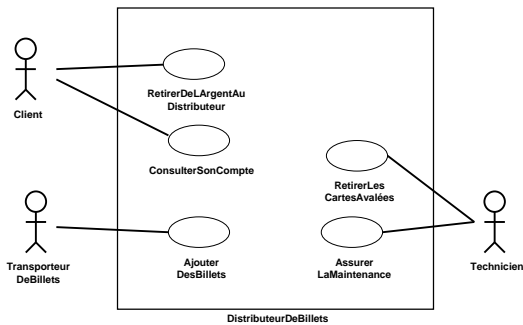 RetirerDeLArgentAu
Distributeur
Client
ConsulterSonCompte
RetirerLes
CartesAvalées
Transporteur
DeBillets
Ajouter
DesBillets
Assurer
LaMaintenance
Technicien
DistributeurDeBillets